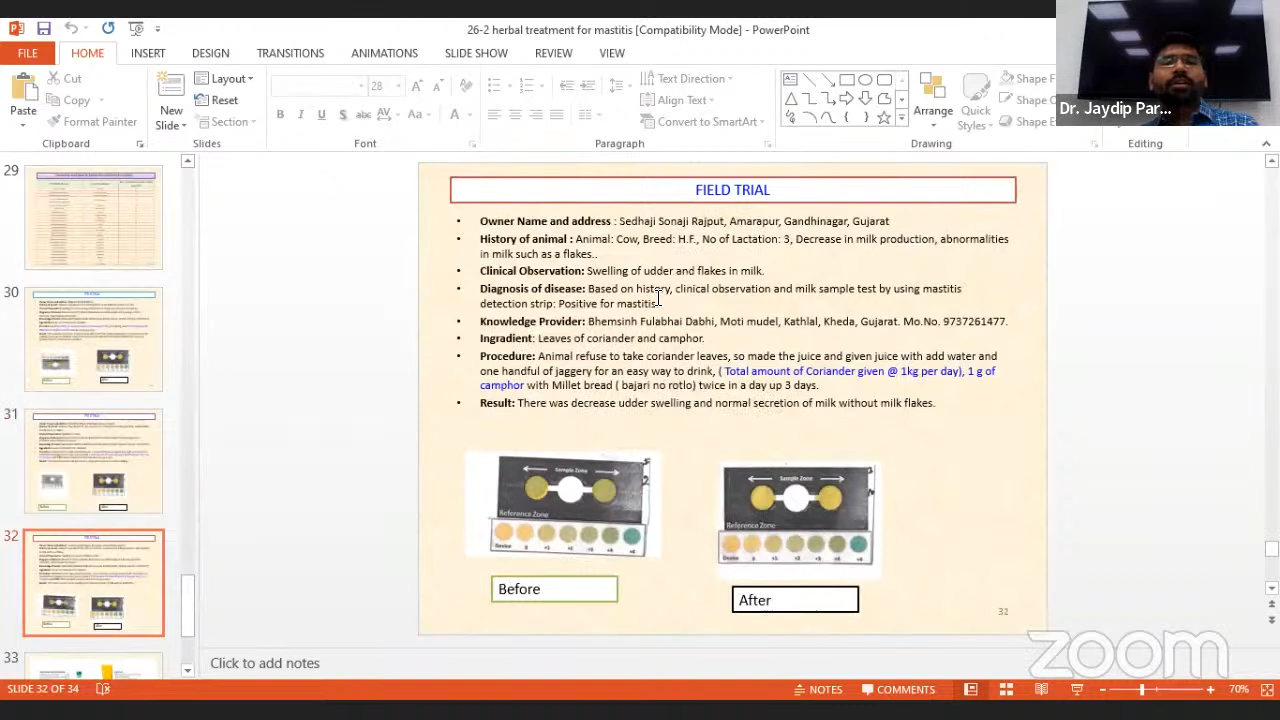 26-2 herbal treatment for mastitis [Compatibility Mode] - PowerPoint
FILE
HOME
INSERT
DESIGN
TRANSITIONS
ANIMATIONS
SLIDE SHOW
REVIEW
VIEW
Dr. Jaydip Par...
Paste
Cut
Copy
Format Painter
Clipboard
New
Slide
Layout
Reset
Section
Slides
28
Font
Text Direction
Align Text
Convert to SmartArt
Paragraph
Arrange
Quick
Styles
Shape F
Shape O
Shape E
Drawing
Editing
29
30
31
32
33
FIELD TRIAL
• Owner Name and address : Sedhaji Sonaji Rajput, Amarapur, Gandhinagar, Gujarat
• History of animal : Animal: Cow, Breed: H.F., No of Lactation: 3, Decrease in milk production, abnormalities
in milk such as a flakes..
• Clinical Observation: Swelling of udder and flakes in milk.
• Diagnosis of disease: Based on history, clinical observation and milk sample test by using mastitis
detection strip: Positive for mastitis.
• Knowledge Provider: Bhemsinh Fulabhai Dabhi, Kheda, Gujarat. Mo.No. 9737261477.
• Ingradient: Leaves of coriander and camphor.
• Procedure: Animal refuse to take coriander leaves, so make the juice and given juice with add water and
one handful of jaggery for an easy way to drink, ( Total amount of Coriander given @ 1kg per day), 1 g of
camphor with Millet bread ( bajari no rotlo) twice in a day up 3 days.
• Result: There was decrease udder swelling and normal secretion of milk without milk flakes.
Sample Zone
Reference Zone
Before
Sample Zone
Reference Zone
After
32
Click to add notes
zoom
SLIDE 32 OF 34
NOTES
COMMENTS
70%